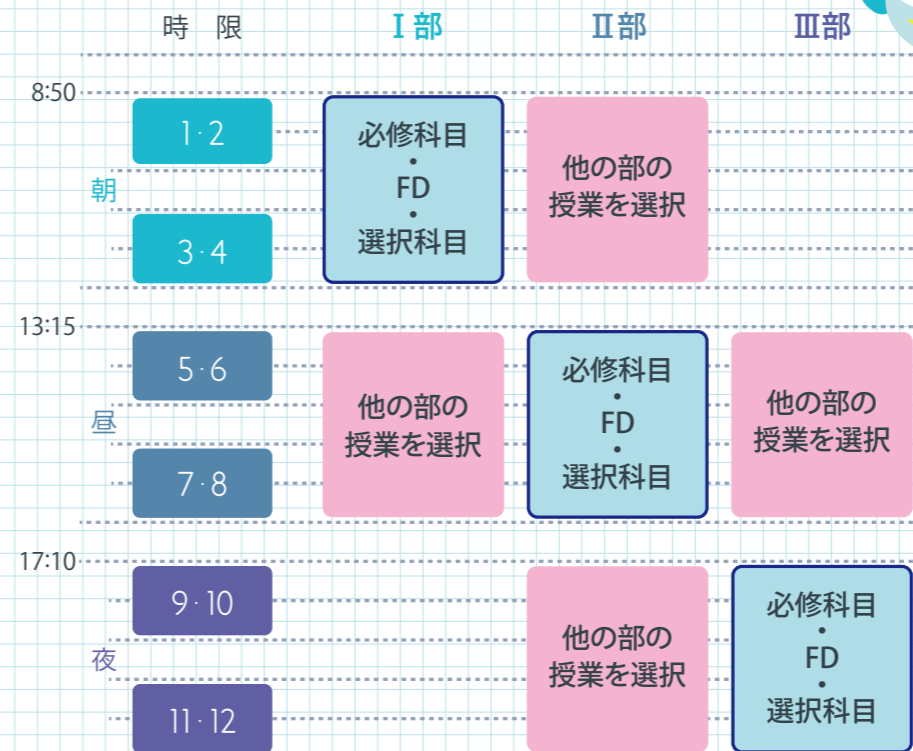 時 限 Ⅰ部 Ⅱ部 Ⅲ部
8:50
朝
1·2
3·4
必修科目
・
FD
・
選択科目
他の部の
授業を選択
13:15
昼
5·6
7·8
他の部の
授業を選択
必修科目
・
FD
・
選択科目
他の部の
授業を選択
17:10
夜
9·10
11·12
他の部の
授業を選択
必修科目
・
FD
・
選択科目